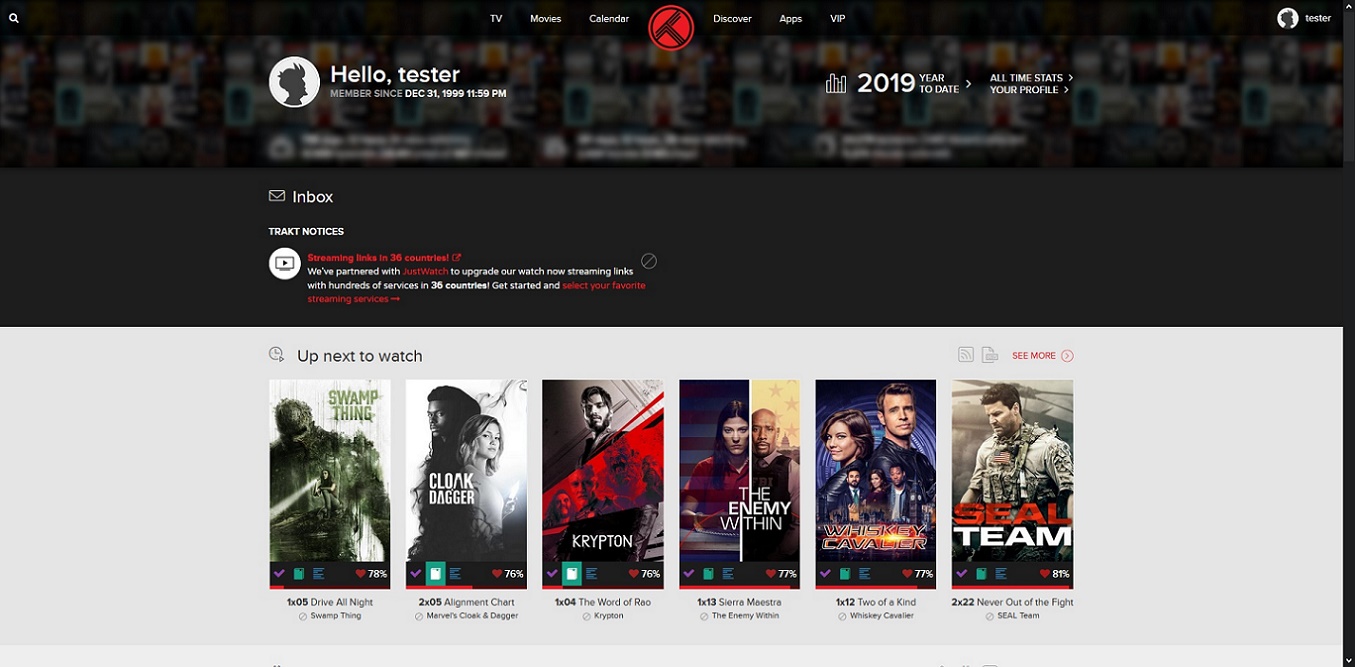 TV Movies Calendar Discover Apps VIP tester
Hello, tester
MEMBER SINCE DEC 31, 1999 11:59 PM
2019 YEAR TO DATE
ALL TIME STATS
YOUR PROFILE
Inbox
TRAKT NOTICES
Streaming links in 36 countries!
We've partnered with JustWatch to upgrade our watch now streaming links
with hundreds of services in 36 countries! Get started and select your favorite
streaming services
Up next to watch
SEE MORE
SWAMP
THING
CLOAK
DAGGER
KRYPTON
THE
ENEMY
WITHIN
WHISKEY
CAVALIER
SEAL
TEAM
78% 76% 76% 77% 77% 81%
1x05 Drive All Night
Swamp Thing
2x05 Alignment Chart
Marvel's Cloak & Dagger
1x04 The Word of Rao
Krypton
1x13 Sierra Maestra
The Enemy Within
1x12 Two of a Kind
Whiskey Cavalier
2x22 Never Out of the Fight
SEAL Team